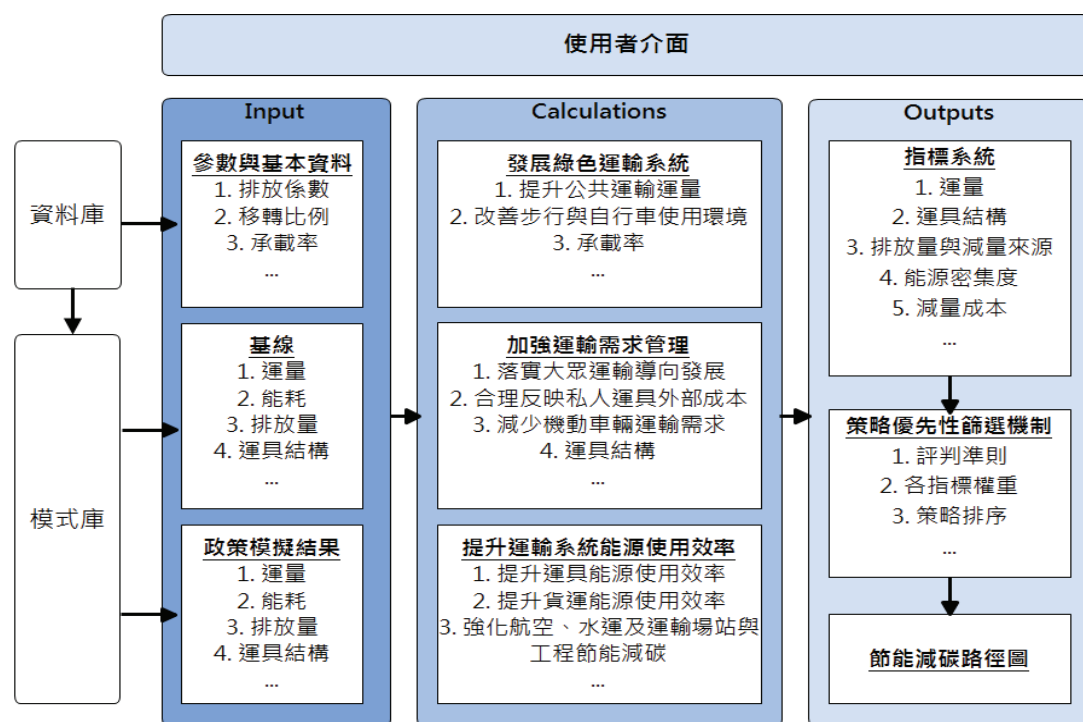 使用者介面
資料庫
模式庫
Input
參數與基本資料
1. 排放係數
2. 移轉比例
3. 承載率
...
基線
1. 運量
2. 能耗
3. 排放量
4. 運具結構
...
政策模擬結果
1. 運量
2. 能耗
3. 排放量
4. 運具結構
...
Calculations
發展綠色運輸系統
1. 提升公共運輸運量
2. 改善步行與自行車使用環境
3. 承載率
...
加強運輸需求管理
1. 落實大眾運輸導向發展
2. 合理反映私人運具外部成本
3. 減少機動車輛運輸需求
4. 運具結構
...
提升運輸系統能源使用效率
1. 提升運具能源使用效率
2. 提升貨運能源使用效率
3. 強化航空、水運及運輸場站與
工程節能減碳
...
Outputs
指標系統
1. 運量
2. 運具結構
3. 排放量與減量來源
4. 能源密集度
5. 減量成本
...
策略優先性篩選機制
1. 評判準則
2. 各指標權重
3. 策略排序
...
節能減碳路徑圖